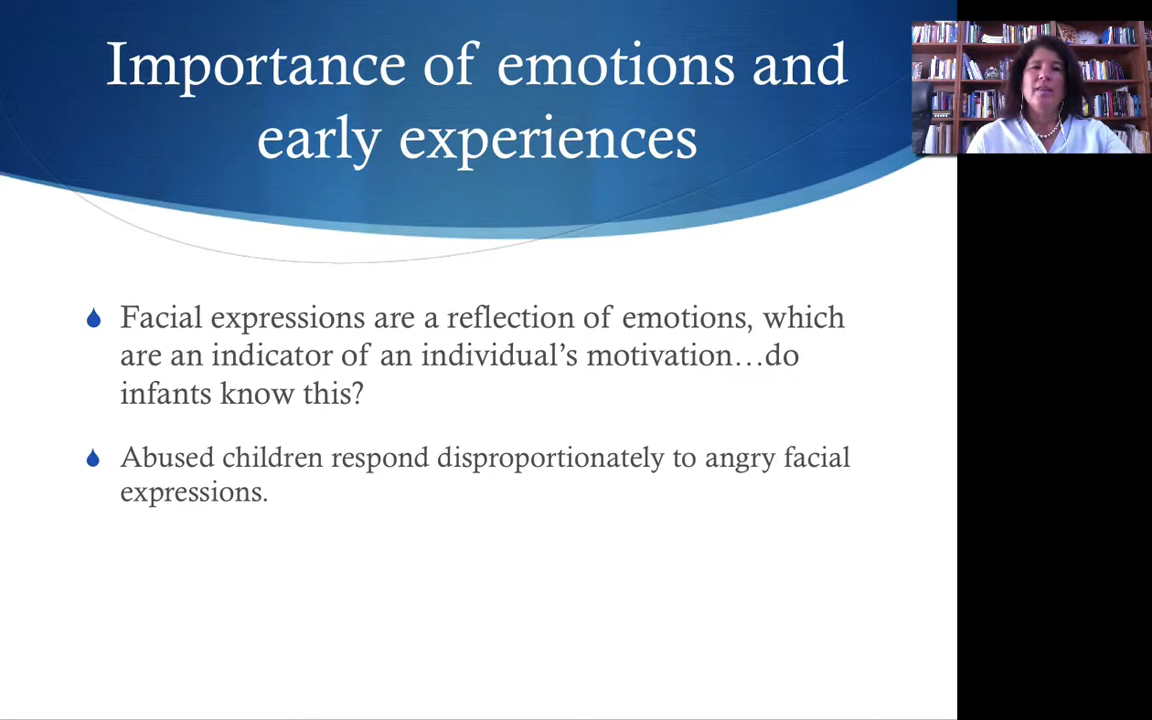 Importance of emotions and
early experiences
Facial expressions are a reflection of emotions, which
are an indicator of an individual’s motivation…do
infants know this?
Abused children respond disproportionately to angry facial
expressions.